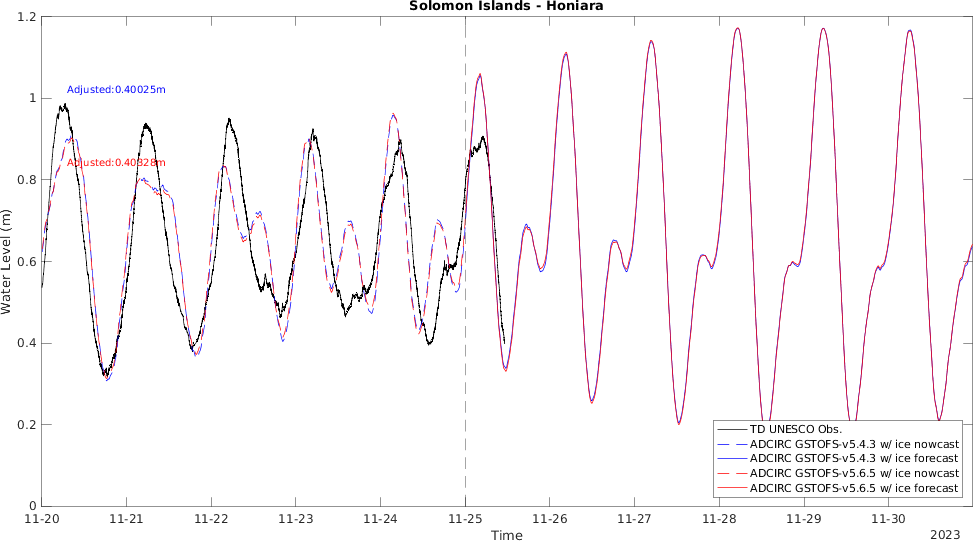 Solomon Islands - Honiara
1.2
1
0.8
0.6
0.4
0.2
0
Water Level (m)
Adjusted:0.40025m
Adjusted:0.40828m
TD UNESCO Obs.
ADCIRC GSTOFS-v5.4.3 w/ ice nowcast
ADCIRC GSTOFS-v5.4.3 w/ ice forecast
ADCIRC GSTOFS-v5.6.5 w/ ice nowcast
ADCIRC GSTOFS-v5.6.5 w/ ice forecast
11-20 11-21 11-22 11-23 11-24 11-25 11-26 11-27 11-28 11-29 11-30
Time
2023